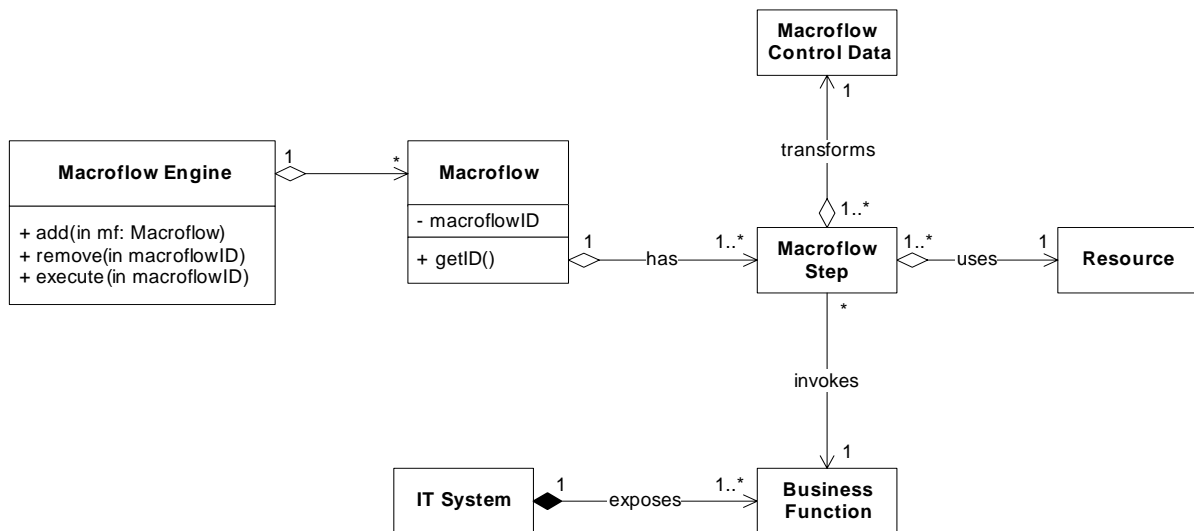 Macroflow
Control Data
1
transforms
1..*
Macroflow Engine
+ add(in mf: Macroflow)
+ remove(in macroflowID)
+ execute(in macroflowID)
1
*
Macroflow
- macroflowID
+ getID()
1
has
1..*
Macroflow
Step
1..*
uses
1
Resource
*
invokes
1
IT System
1
exposes
1..*
Business
Function